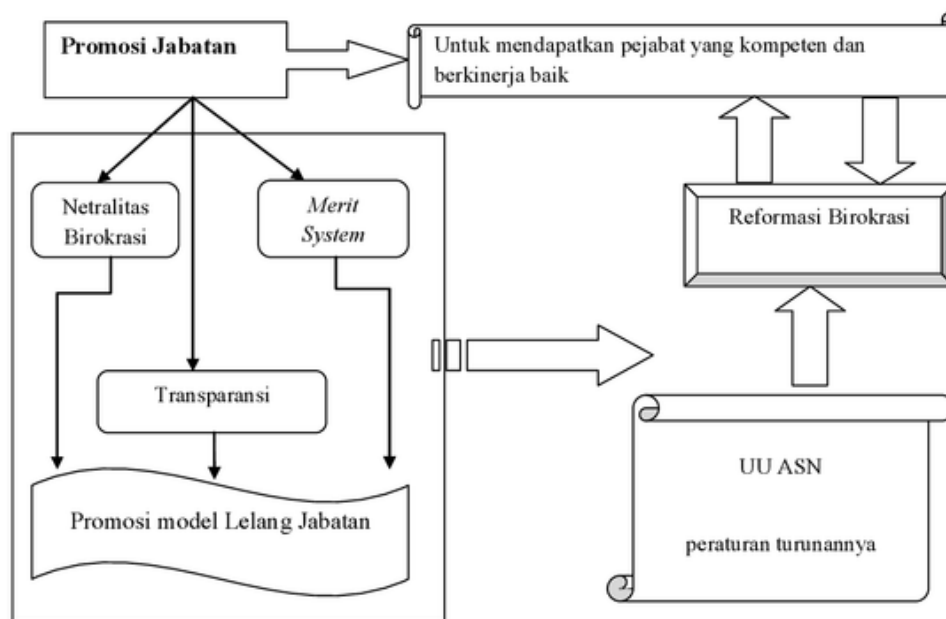 Promosi Jabatan
Untuk mendapatkan pejabat yang kompeten dan
berkinerja baik
Netralitas
Birokrasi
Merit
System
Reformasi Birokrasi
Transparansi
UU ASN
Promosi model Lelang Jabatan
peraturan turunannya